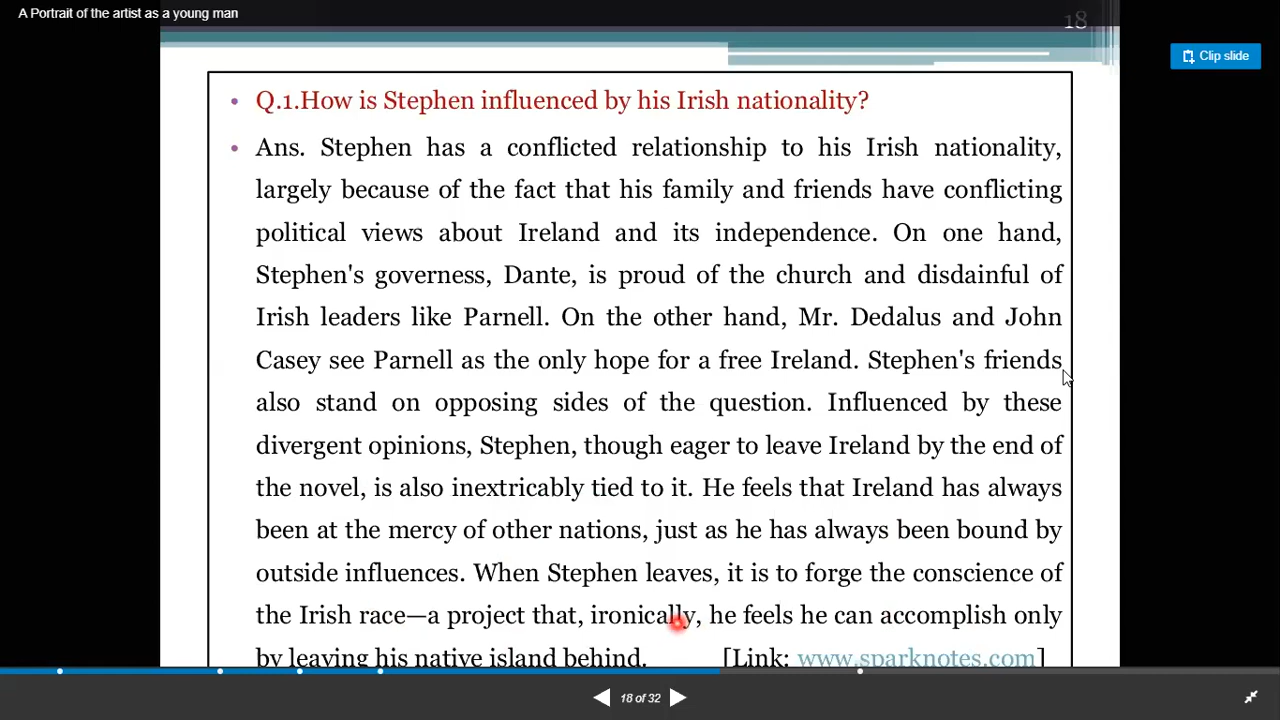 A Portrait of the artist as a young man
18
Clip slide
• Q.1.How is Stephen influenced by his Irish nationality?
• Ans. Stephen has a conflicted relationship to his Irish nationality,
largely because of the fact that his family and friends have conflicting
political views about Ireland and its independence. On one hand,
Stephen's governess, Dante, is proud of the church and disdainful of
Irish leaders like Parnell. On the other hand, Mr. Dedalus and John
Casey see Parnell as the only hope for a free Ireland. Stephen's friends
also stand on opposing sides of the question. Influenced by these
divergent opinions, Stephen, though eager to leave Ireland by the end of
the novel, is also inextricably tied to it. He feels that Ireland has always
been at the mercy of other nations, just as he has always been bound by
outside influences. When Stephen leaves, it is to forge the conscience of
the Irish race—a project that, ironically, he feels he can accomplish only
by leaving his native island behind. [Link: www.sparknotes.com]
18 of 32